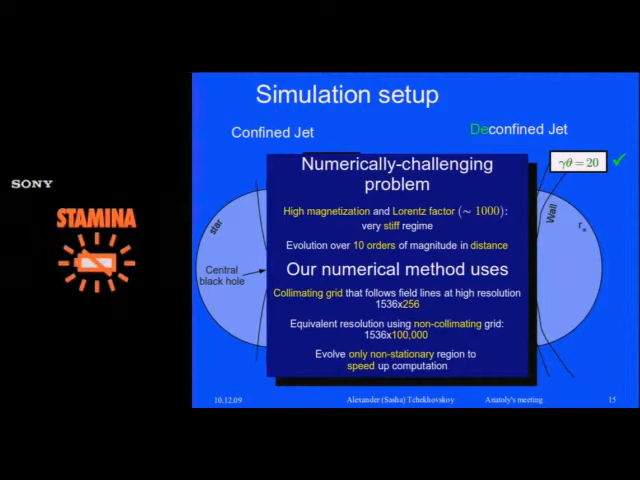 Simulation setup
Confined Jet
Deconfined Jet
γθ = 20
Numerically-challenging
problem
SONY
High magnetization and Lorentz factor (∼ 1000):
very stiff regime
STAMINA
star
Wall
r*
Evolution over 10 orders of magnitude in distance
Our numerical method uses
Central
black hole
Collimating grid that follows field lines at high resolution
1536x256
Equivalent resolution using non-collimating grid:
1536x100,000
Evolve only non-stationary region to
speed up computation
10.12.09
Alexander (Sasha) Tchekhovskoy
Anatoly's meeting
15